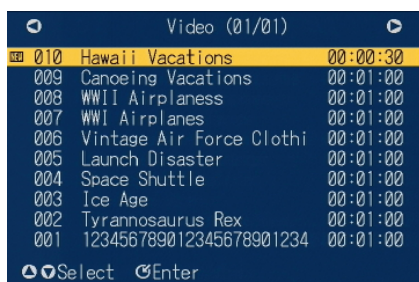 Video (01/01)
NEW 010 Hawaii Vacations 00:00:30
009 Canoeing Vacations 00:01:00
008 WWII Airplaness 00:01:00
007 WWI Airplanes 00:01:00
006 Vintage Air Force Clothi 00:01:00
005 Launch Disaster 00:01:00
004 Space Shuttle 00:01:00
003 Ice Age 00:01:00
002 Tyrannosaurus Rex 00:01:00
001 123456789012345678901234 00:01:00
Select Enter